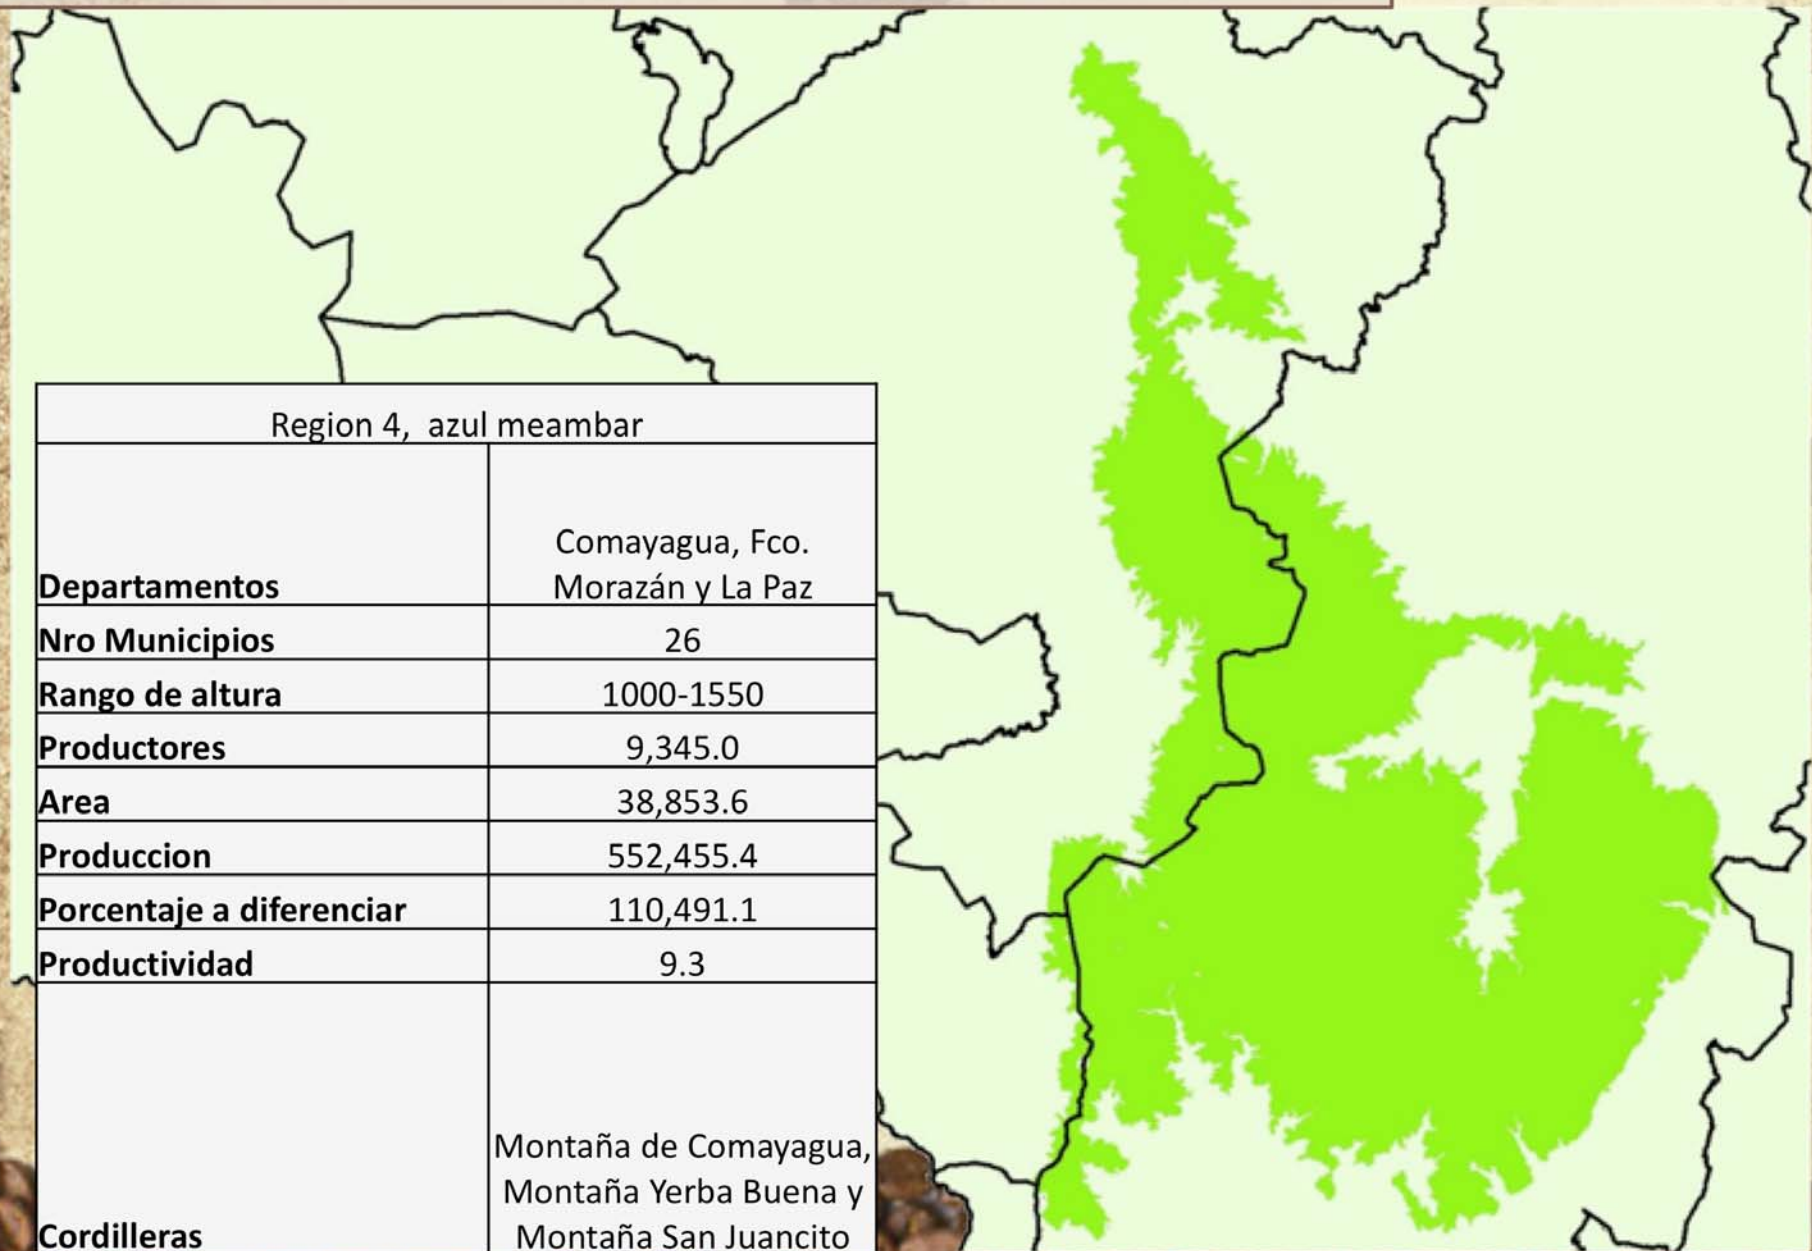 Region 4, azul meambar
Comayagua, Fco.
Departamentos Morazán y La Paz
Nro Municipios 26
Rango de altura 1000-1550
Productores 9,345.0
Area 38,853.6
Produccion 552,455.4
Porcentaje a diferenciar 110,491.1
Productividad 9.3
Montaña de Comayagua,
Montaña Yerba Buena y
Cordilleras Montaña San Juancito